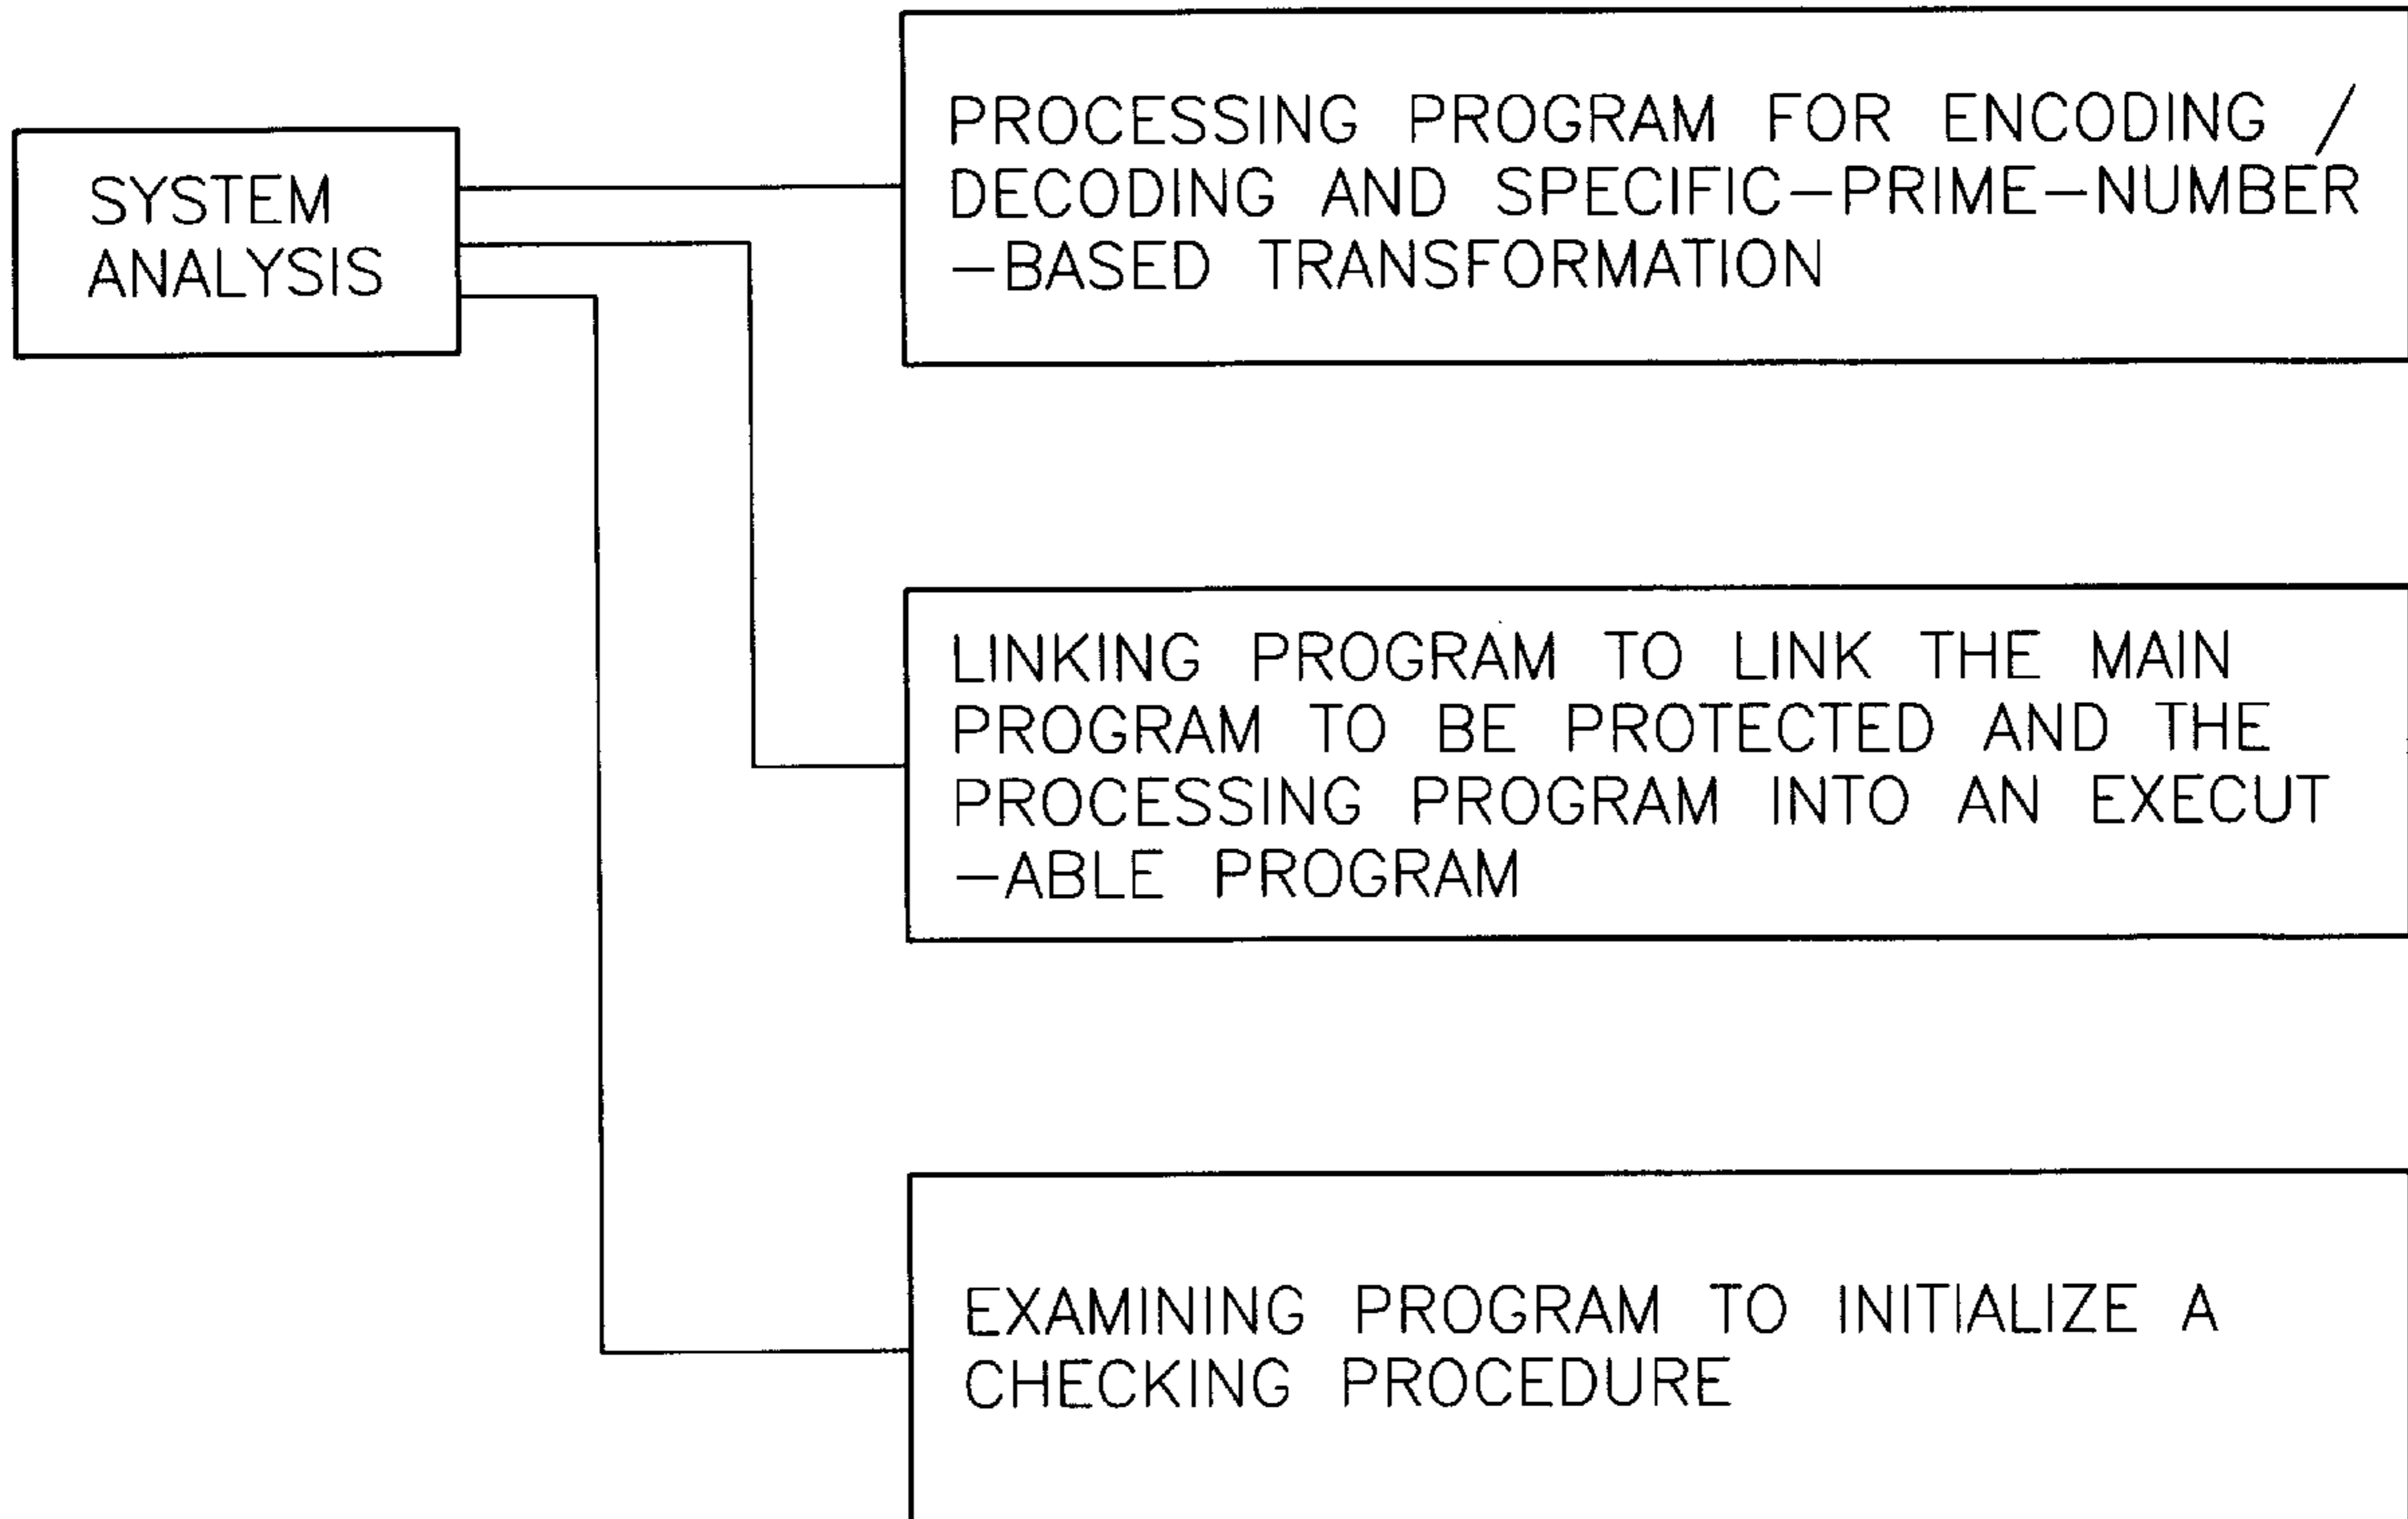 SYSTEM
ANALYSIS
PROCESSING PROGRAM FOR ENCODING /
DECODING AND SPECIFIC-PRIME-NUMBER
-BASED TRANSFORMATION
LINKING PROGRAM TO LINK THE MAIN
PROGRAM TO BE PROTECTED AND THE
PROCESSING PROGRAM INTO AN EXECUT
-ABLE PROGRAM
EXAMINING PROGRAM TO INITIALIZE A
CHECKING PROCEDURE